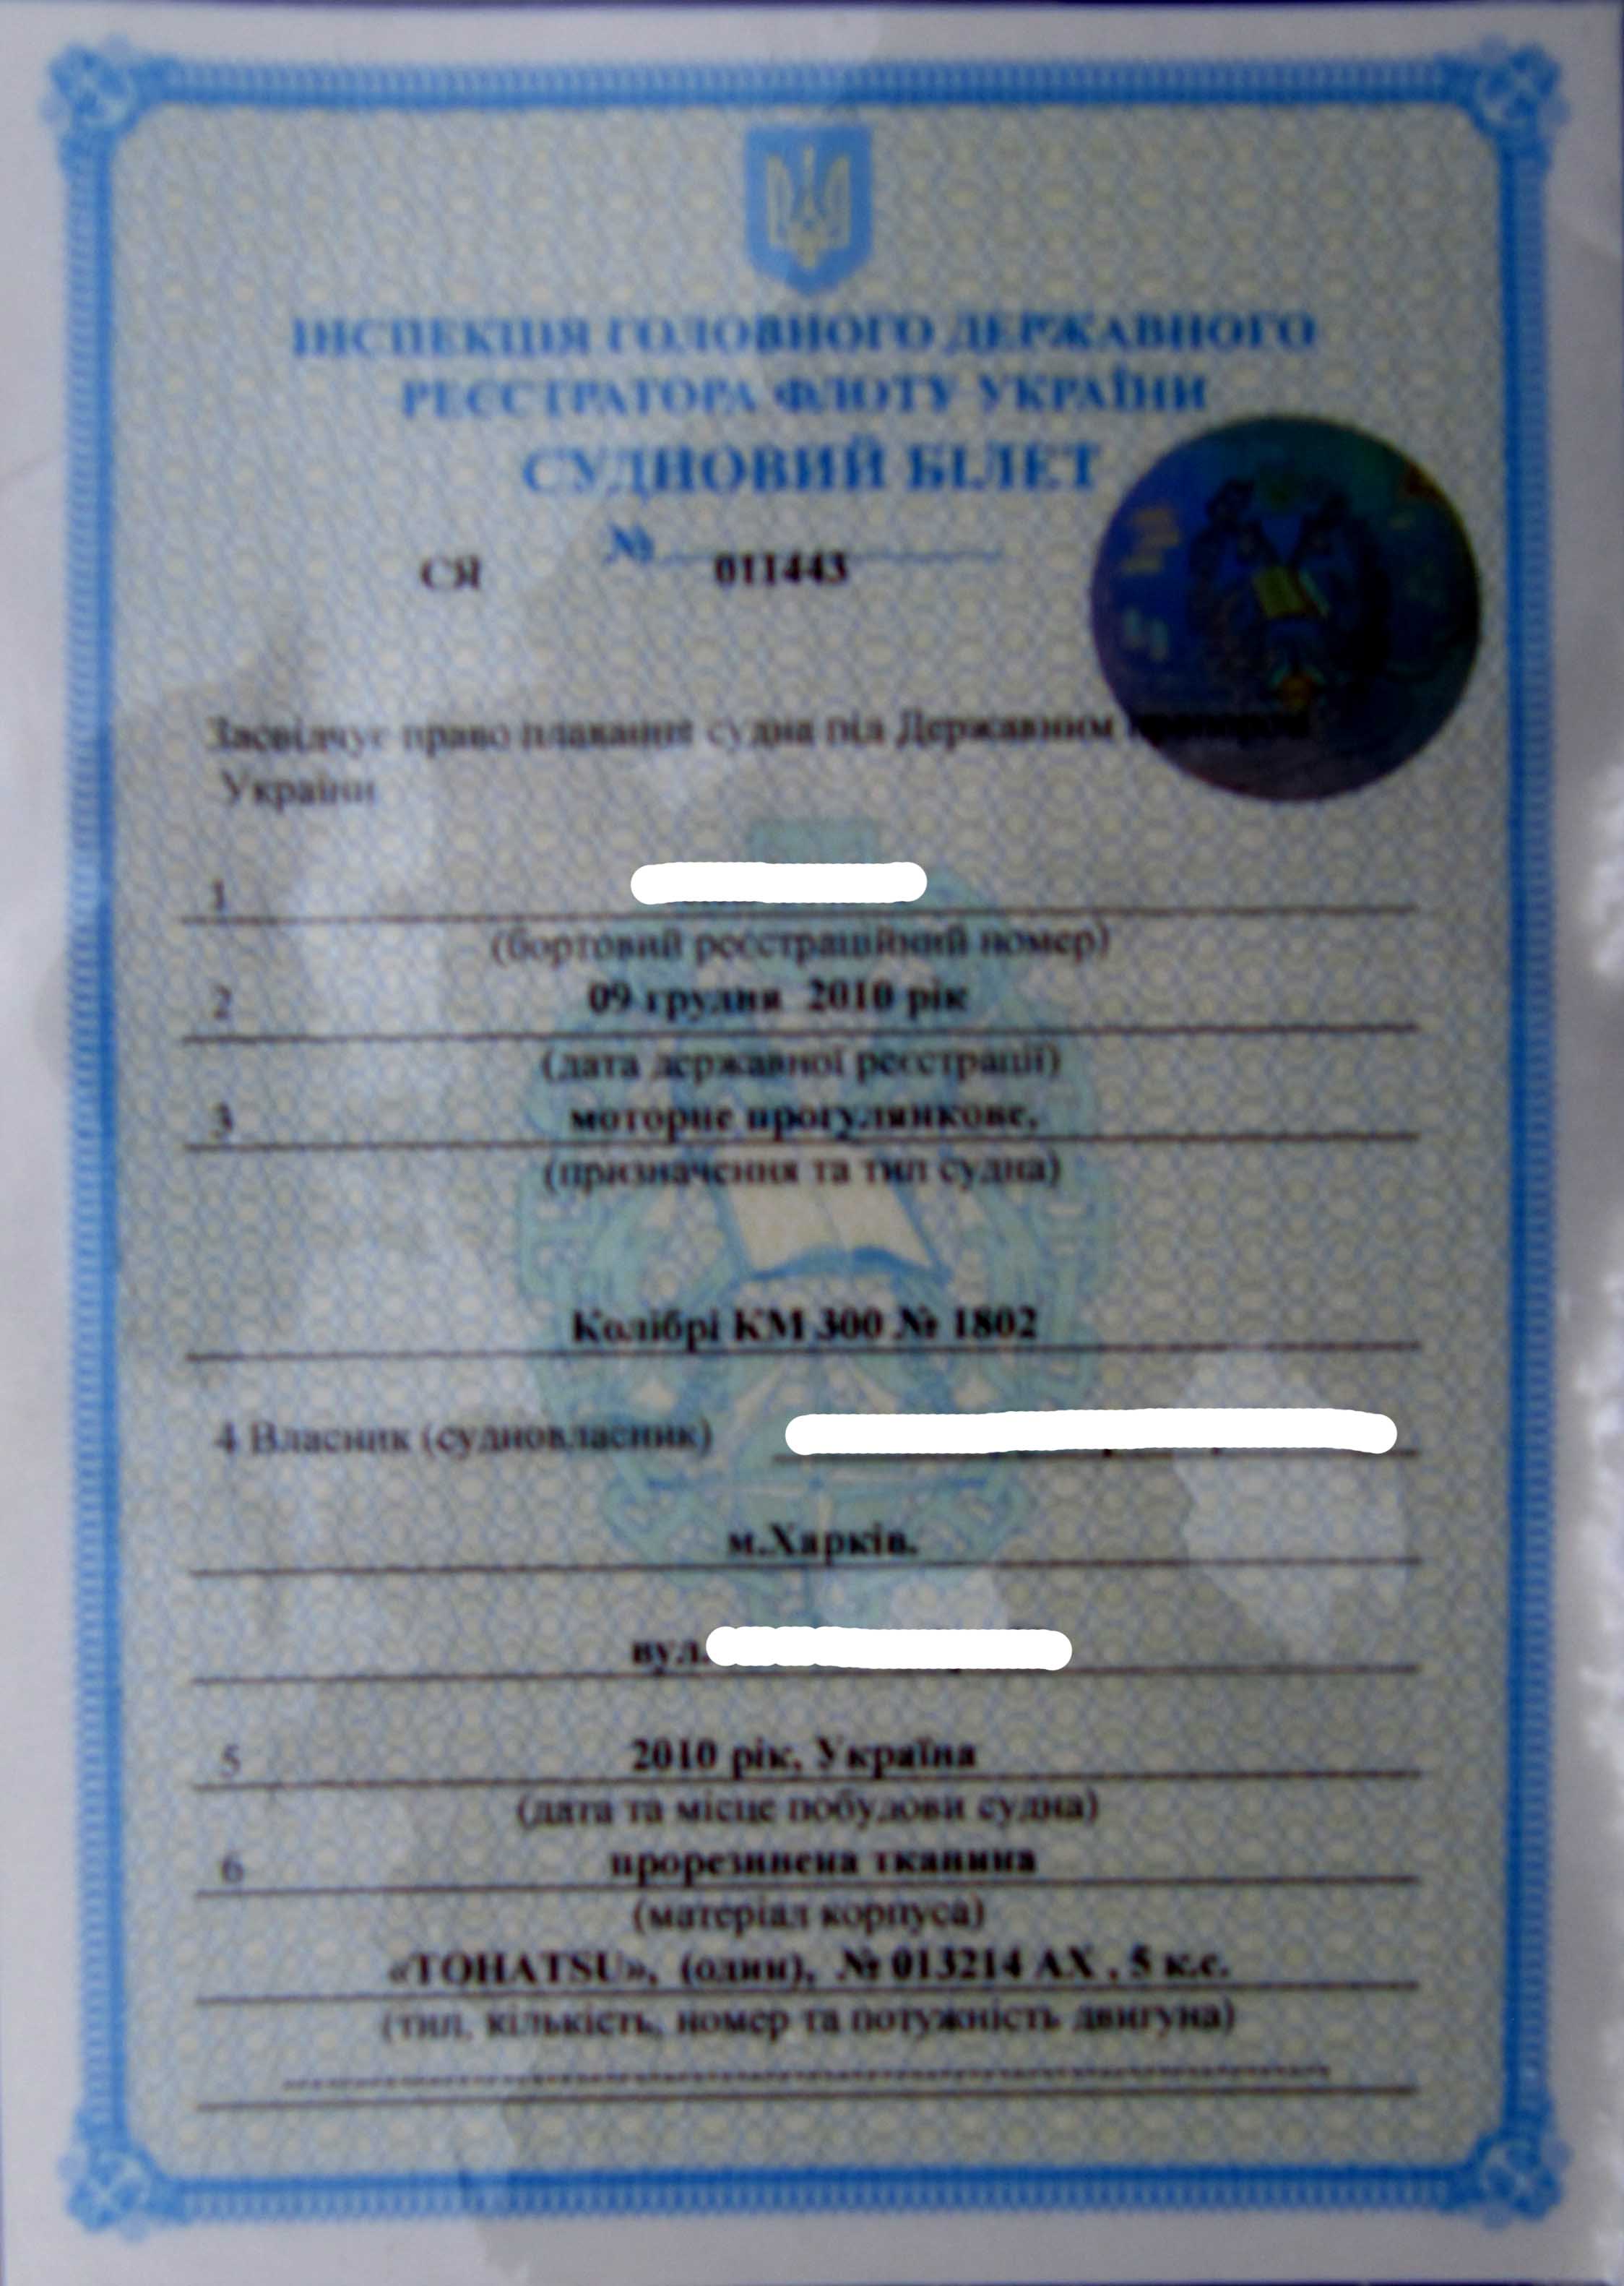 ІНСПЕКЦІЯ ГОЛОВНОГО ДЕРЖАВНОГО
РЕЄСТРАТОРА ФЛОТУ УКРАЇНИ
СУДНОВИЙ БІЛЕТ
№
СЯ 011443
Засвідчує право плавання судна під Державним прапором
України
1
(бортовий реєстраційний номер)
2 09 грудня 2010 рік
(дата державної реєстрації)
3 моторне прогулянкове,
(призначення та тип судна)
Колібрі КМ 300 № 1802
4 Власник (судновласник)
м.Харків.
вул.
5 2010 рік, Україна
(дата та місце побудови судна)
6 прорезинена тканина
(матеріал корпуса)
«TOHATSU», (один), № 013214 АХ , 5 к.с.
(тип, кількість, номер та потужність двигуна)